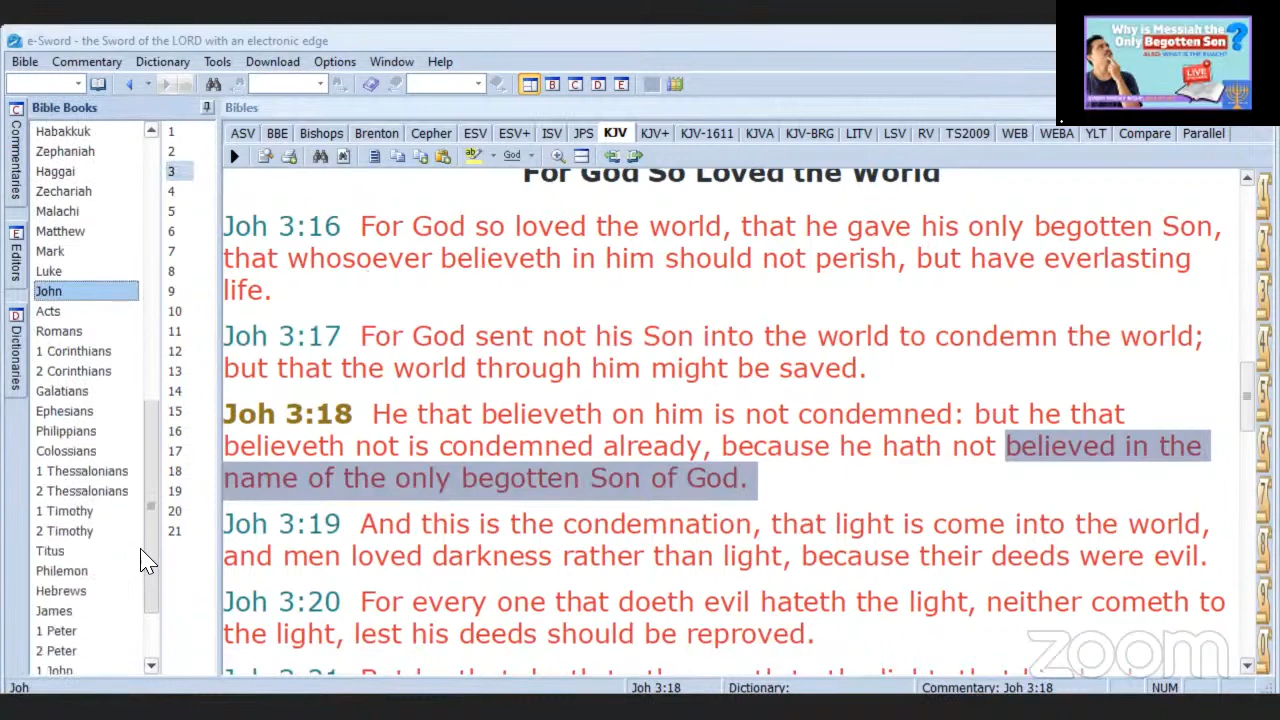 e-Sword - the Sword of the LORD with an electronic edge
Why is Messiah the
Only Begotten Son ?
ALSO: WHAT IS THE RUACH?
LIVE
Bible Commentary Dictionary Tools Download Options Window Help
B C D E
Bible Books
Bibles
Commentaries
Editors
Dictionaries
Habakkuk
Zephaniah
Haggai
Zechariah
Malachi
Matthew
Mark
Luke
John
Acts
Romans
1 Corinthians
2 Corinthians
Galatians
Ephesians
Philippians
Colossians
1 Thessalonians
2 Thessalonians
1 Timothy
2 Timothy
Titus
Philemon
Hebrews
James
1 Peter
2 Peter
1 John
1
2
3
4
5
6
7
8
9
10
11
12
13
14
15
16
17
18
19
20
21
ASV BBE Bishops Brenton Cepher ESV ESV+ ISV JPS KJV KJV+ KJV-1611 KJVA KJV-BRG LITV LSV RV TS2009 WEB WEBA YLT Compare Parallel
God
For God So Loved the World
Joh 3:16 For God so loved the world, that he gave his only begotten Son,
that whosoever believeth in him should not perish, but have everlasting
life.
Joh 3:17 For God sent not his Son into the world to condemn the world;
but that the world through him might be saved.
Joh 3:18 He that believeth on him is not condemned: but he that
believeth not is condemned already, because he hath not believed in the
name of the only begotten Son of God.
Joh 3:19 And this is the condemnation, that light is come into the world,
and men loved darkness rather than light, because their deeds were evil.
Joh 3:20 For every one that doeth evil hateth the light, neither cometh to
the light, lest his deeds should be reproved.
zoom
Joh
Joh 3:18
Dictionary:
Commentary: Joh 3:18
NUM